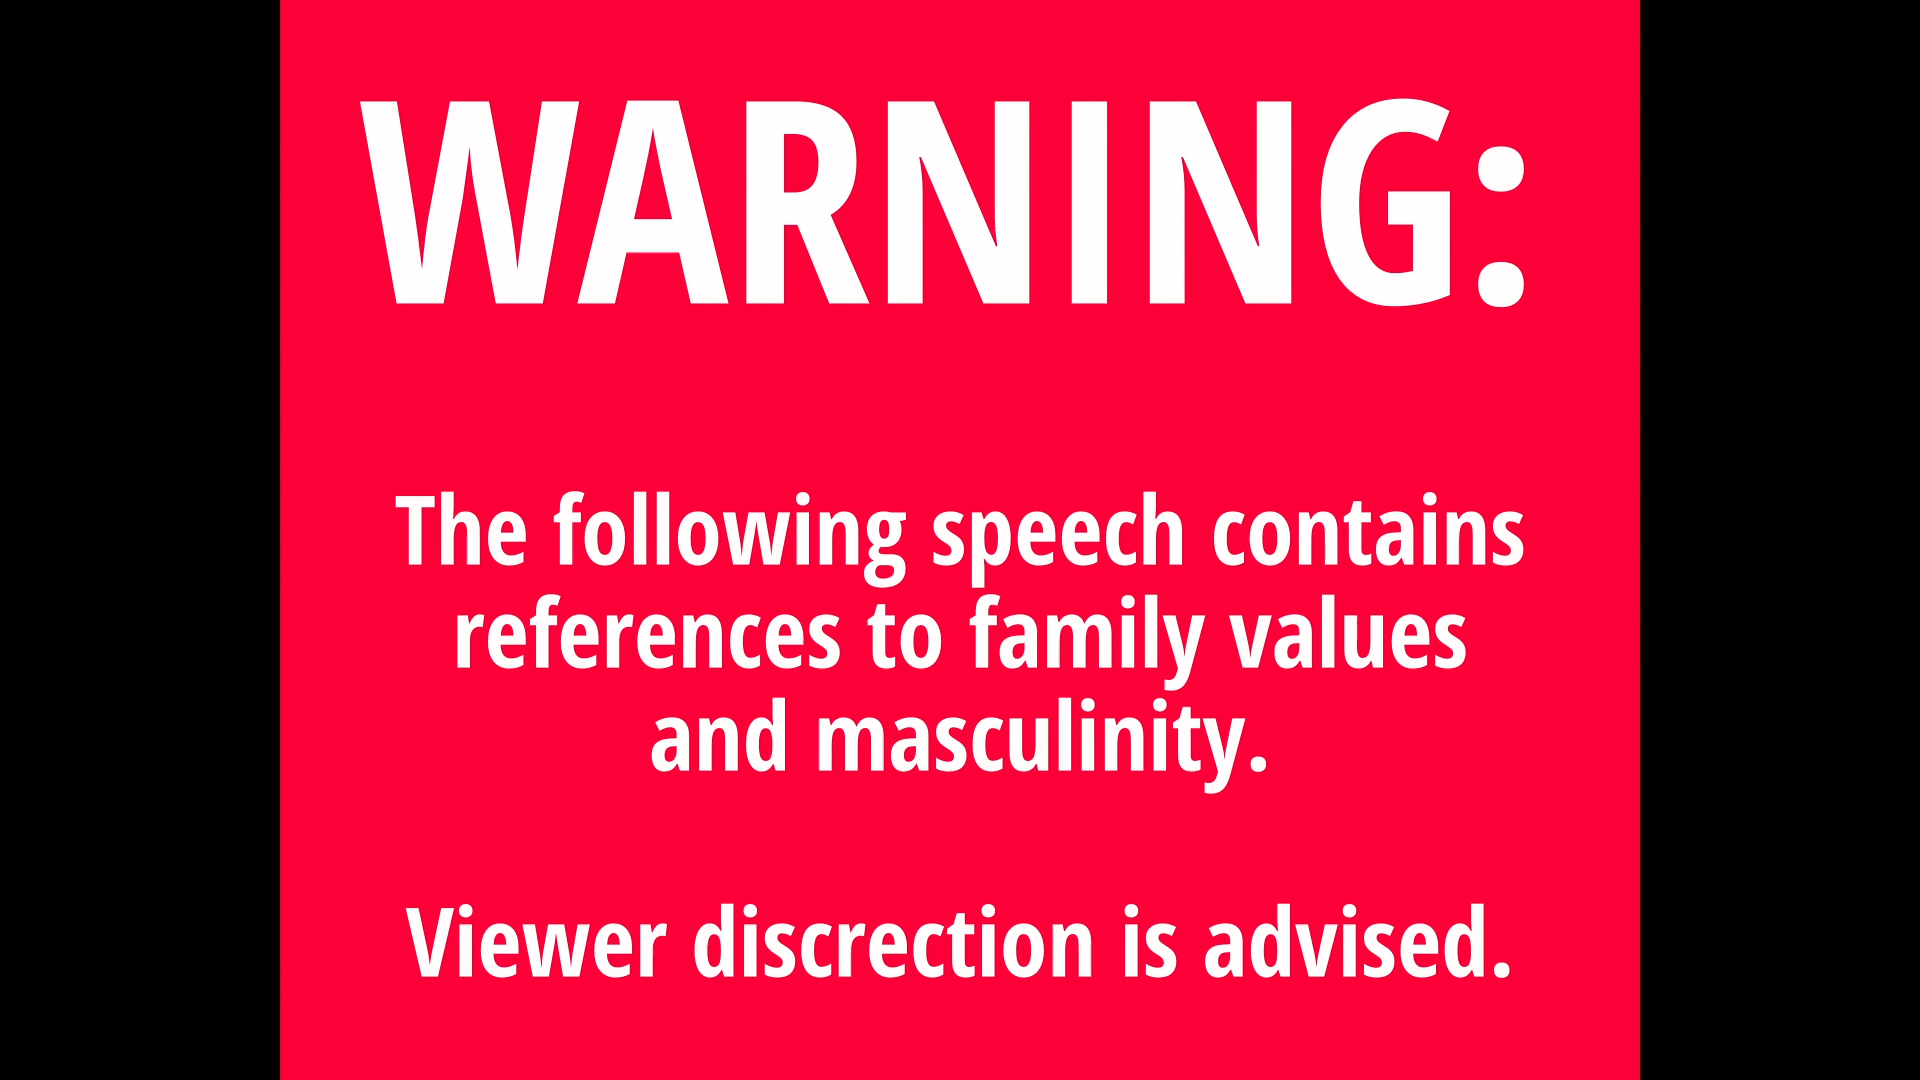 WARNING:
The following speech contains
references to family values
and masculinity.
Viewer discrection is advised.